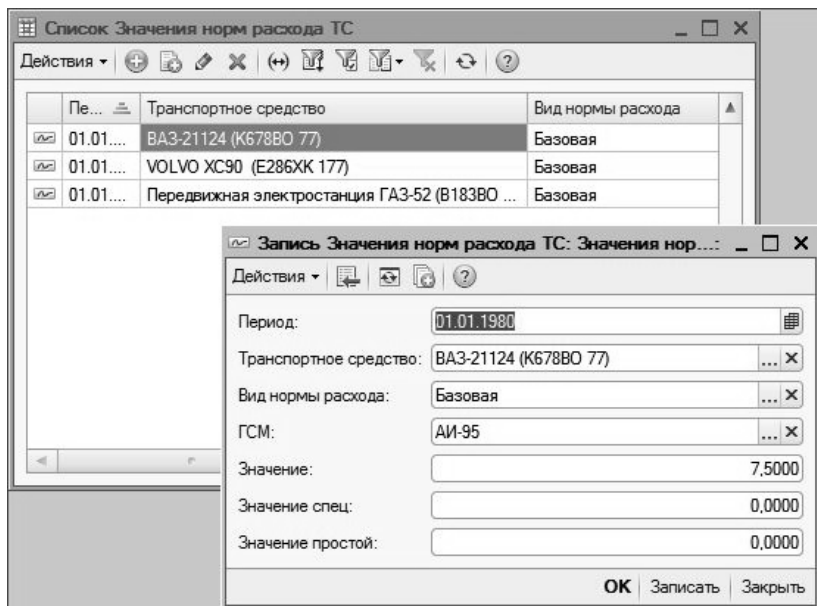 Список Значения норм расхода ТС
Действия
Пе... Транспортное средство Вид нормы расхода
01.01.... ВАЗ-21124 (К678ВО 77) Базовая
01.01.... VOLVO XC90 (Е286ХК 177) Базовая
01.01.... Передвижная электростанция ГАЗ-52 (В183ВО ... Базовая
Запись Значения норм расхода ТС: Значения нор...:
Действия
Период: 01.01.1980
Транспортное средство: ВАЗ-21124 (К678ВО 77) ...
Вид нормы расхода: Базовая ...
ГСМ: АИ-95 ...
Значение: 7,5000
Значение спец: 0,0000
Значение простой: 0,0000
OK Записать Закрыть